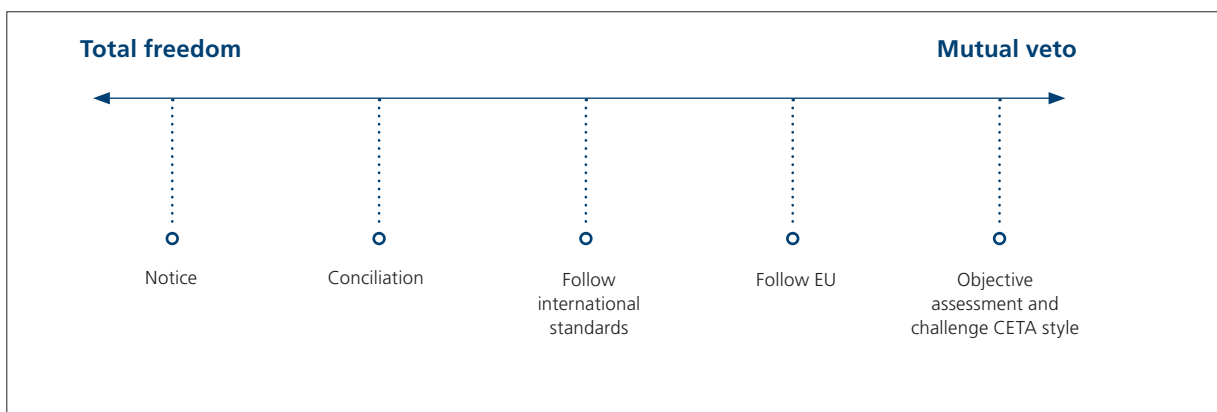 Total freedom
Mutual veto
Notice
Conciliation
Follow
international
standards
Follow EU
Objective
assessment and
challenge CETA style